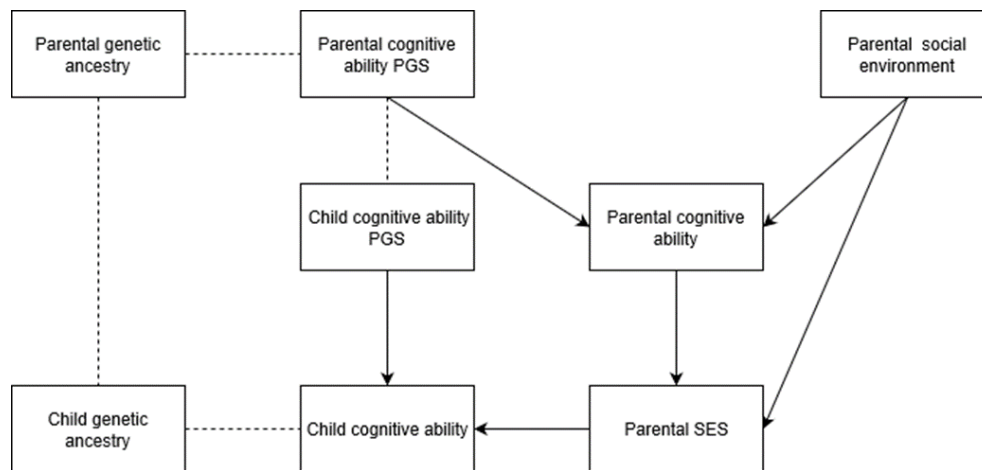 Parental genetic
ancestry
Parental cognitive
ability PGS
Parental social
environment
Child cognitive ability
PGS
Parental cognitive
ability
Child genetic
ancestry
Child cognitive ability
Parental SES